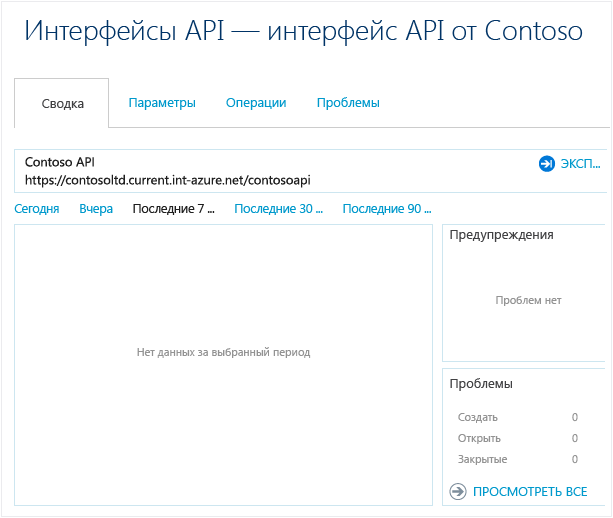 Интерфейсы API — интерфейс API от Contoso
Сводка Параметры Операции Проблемы
Contoso API
ЭКСП...
https://contosoltd.current.int-azure.net/contosoapi
Сегодня Вчера Последние 7 ... Последние 30 ... Последние 90 ...
Нет данных за выбранный период
Предупреждения
Проблем нет
Проблемы
Создать 0
Открыть 0
Закрытые 0
ПРОСМОТРЕТЬ ВСЕ